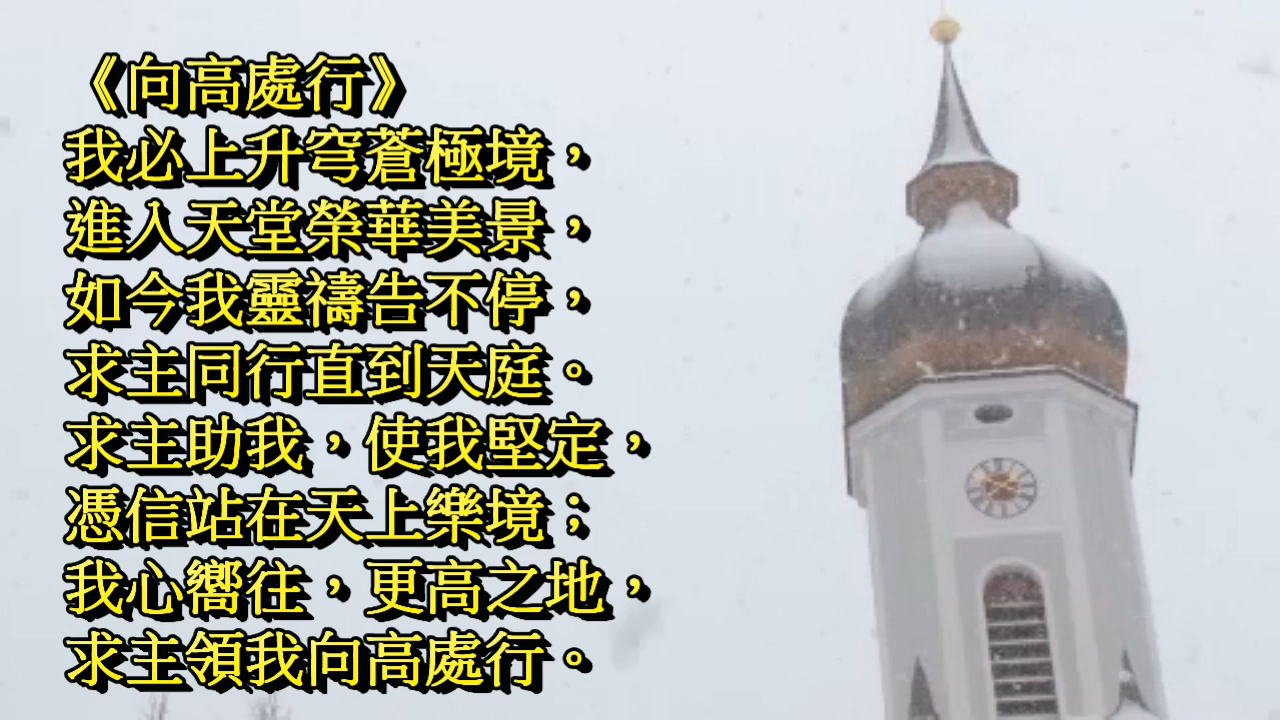 《向高處行》
我必上升穹蒼極境，
進入天堂榮華美景，
如今我靈禱告不停，
求主同行直到天庭。
求主助我，使我堅定，
憑信站在天上樂境；
我心嚮往，更高之地，
求主領我向高處行。